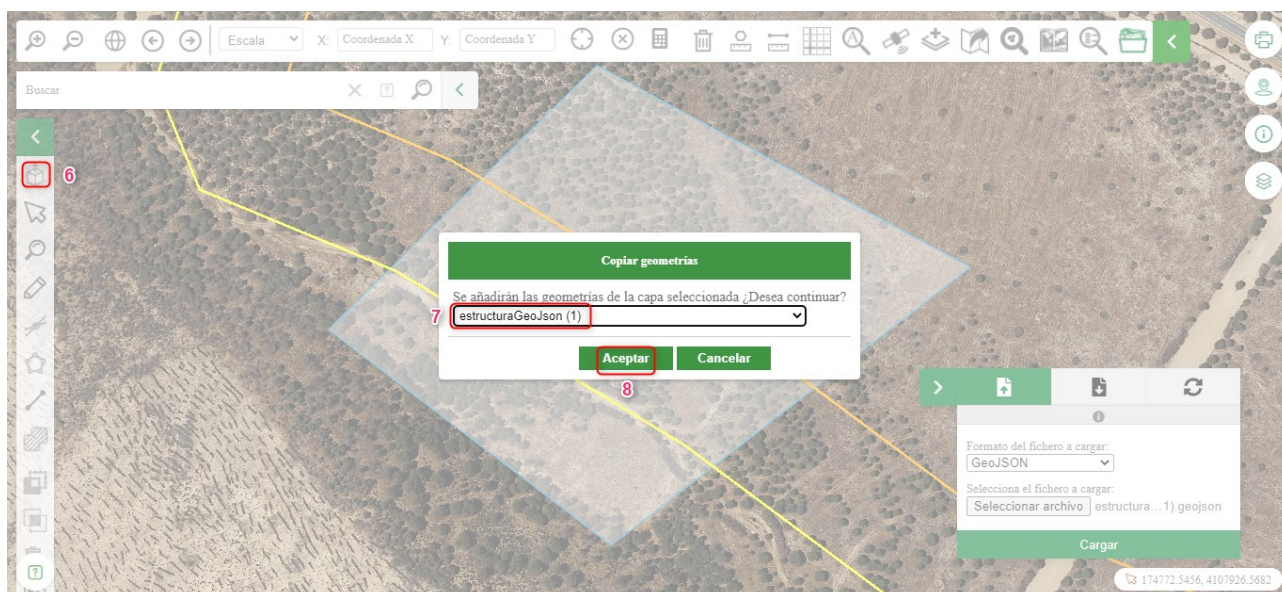 Escala X: Coordenada X Y: Coordenada Y
Buscar
6
Copiar geometrías
Se añadirán las geometrías de la capa seleccionada ¿Desea continuar?
7 estructuraGeoJson (1)
Aceptar Cancelar
8
Formato del fichero a cargar:
GeoJSON
Selecciona el fichero a cargar:
Seleccionar archivo estructura...1).geojson
Cargar
174772.5456, 4107926.5682